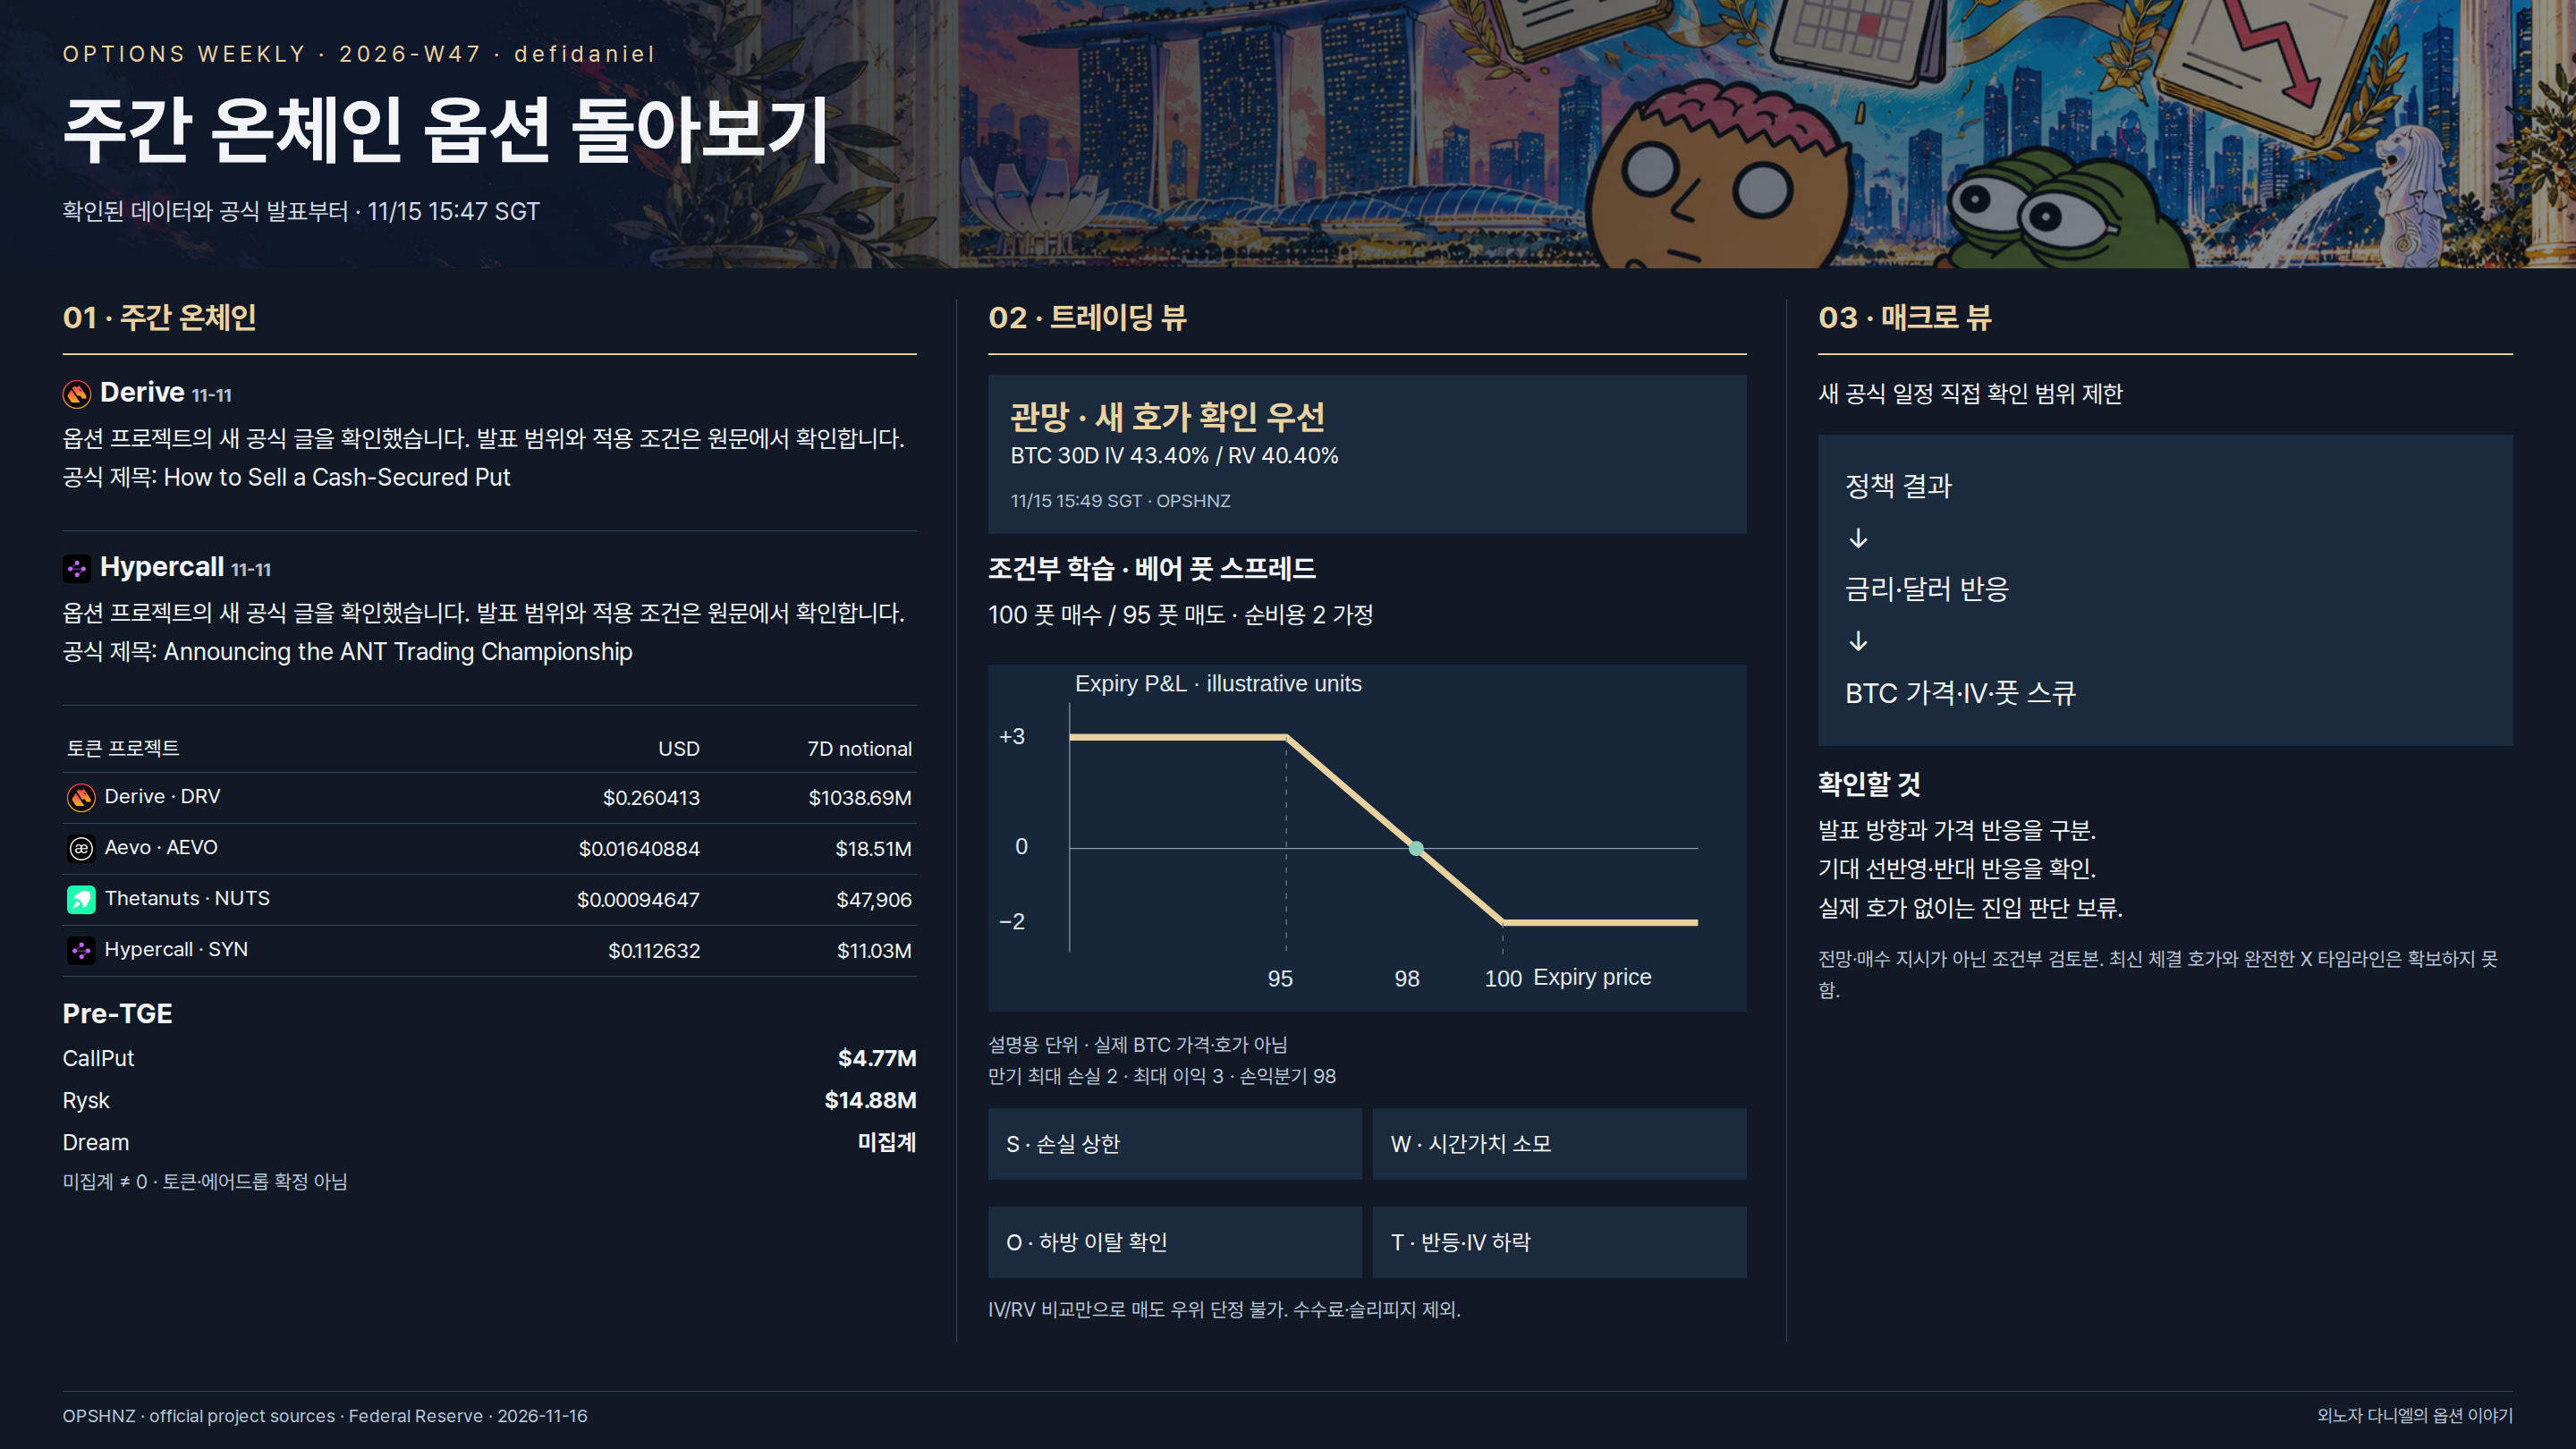 OPTIONS WEEKLY · 2026-W47 · defidaniel
주간 온체인 옵션 돌아보기
확인된 데이터와 공식 발표부터 · 11/15 15:47 SGT
01 · 주간 온체인
Derive 11-11
옵션 프로젝트의 새 공식 글을 확인했습니다. 발표 범위와 적용 조건은 원문에서 확인합니다.
공식 제목: How to Sell a Cash-Secured Put
Hypercall 11-11
옵션 프로젝트의 새 공식 글을 확인했습니다. 발표 범위와 적용 조건은 원문에서 확인합니다.
공식 제목: Announcing the ANT Trading Championship
토큰 프로젝트 USD 7D notional
Derive · DRV $0.260413 $1038.69M
Aevo · AEVO $0.01640884 $18.51M
Thetanuts · NUTS $0.00094647 $47,906
Hypercall · SYN $0.112632 $11.03M
Pre-TGE
CallPut $4.77M
Rysk $14.88M
Dream 미집계
미집계 ≠ 0 · 토큰·에어드롭 확정 아님
02 · 트레이딩 뷰
관망 · 새 호가 확인 우선
BTC 30D IV 43.40% / RV 40.40%
11/15 15:49 SGT · OPSHNZ
조건부 학습 · 베어 풋 스프레드
100 풋 매수 / 95 풋 매도 · 순비용 2 가정
Expiry P&L · illustrative units
+3
0
−2
95 98 100 Expiry price
설명용 단위 · 실제 BTC 가격·호가 아님
만기 최대 손실 2 · 최대 이익 3 · 손익분기 98
S · 손실 상한
W · 시간가치 소모
O · 하방 이탈 확인
T · 반등·IV 하락
IV/RV 비교만으로 매도 우위 단정 불가. 수수료·슬리피지 제외.
03 · 매크로 뷰
새 공식 일정 직접 확인 범위 제한
정책 결과
↓
금리·달러 반응
↓
BTC 가격·IV·풋 스큐
확인할 것
발표 방향과 가격 반응을 구분.
기대 선반영·반대 반응을 확인.
실제 호가 없이는 진입 판단 보류.
전망·매수 지시가 아닌 조건부 검토본. 최신 체결 호가와 완전한 X 타임라인은 확보하지 못
함.
OPSHNZ · official project sources · Federal Reserve · 2026-11-16
외노자 다니엘의 옵션 이야기